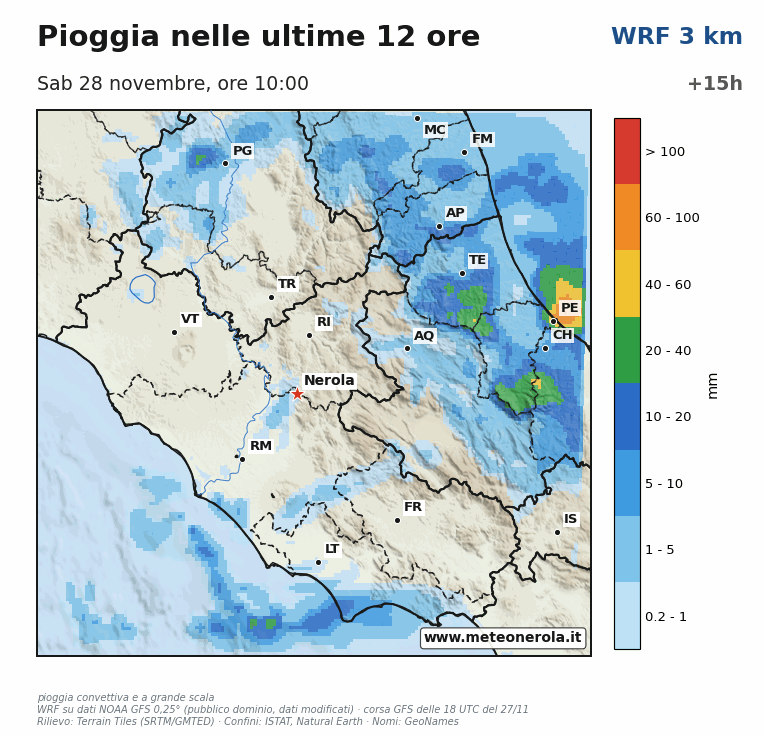 Pioggia nelle ultime 12 ore
WRF 3 km
Sab 28 novembre, ore 10:00
+15h
MC
FM
PG
AP
TE
TR
PE
VT
RI
AQ
CH
Nerola
RM
FR
IS
LT
www.meteonerola.it
> 100
60 - 100
40 - 60
20 - 40
10 - 20
5 - 10
1 - 5
0.2 - 1
mm
pioggia convettiva e a grande scala
WRF su dati NOAA GFS 0,25° (pubblico dominio, dati modificati) · corsa GFS delle 18 UTC del 27/11
Rilievo: Terrain Tiles (SRTM/GMTED) · Confini: ISTAT, Natural Earth · Nomi: GeoNames